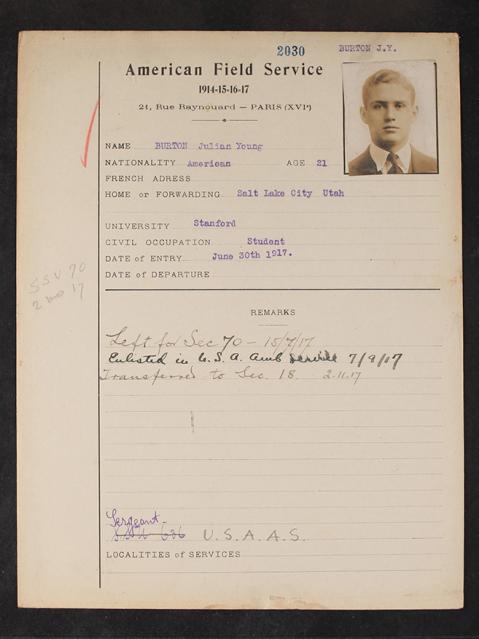 2030 BURTON J.Y.
American Field Service
1914-15-16-17
21, Rue Raynouard — PARIS (XVIe)
NAME BURTON Julian Young
NATIONALITY American AGE 21
FRENCH ADRESS
HOME or FORWARDING Salt Lake City Utah
UNIVERSITY Stanford
CIVIL OCCUPATION Student
DATE of ENTRY June 30th 1917.
DATE of DEPARTURE
SSU 70
2 17
REMARKS
Left for Sec 70 - 15/7/17
Enlisted in U.S.A. Amb Service 7/9/17
Transferred to Sec. 18. 2.11.17
Sergeant
636 U.S.A.A.S.
LOCALITIES of SERVICES